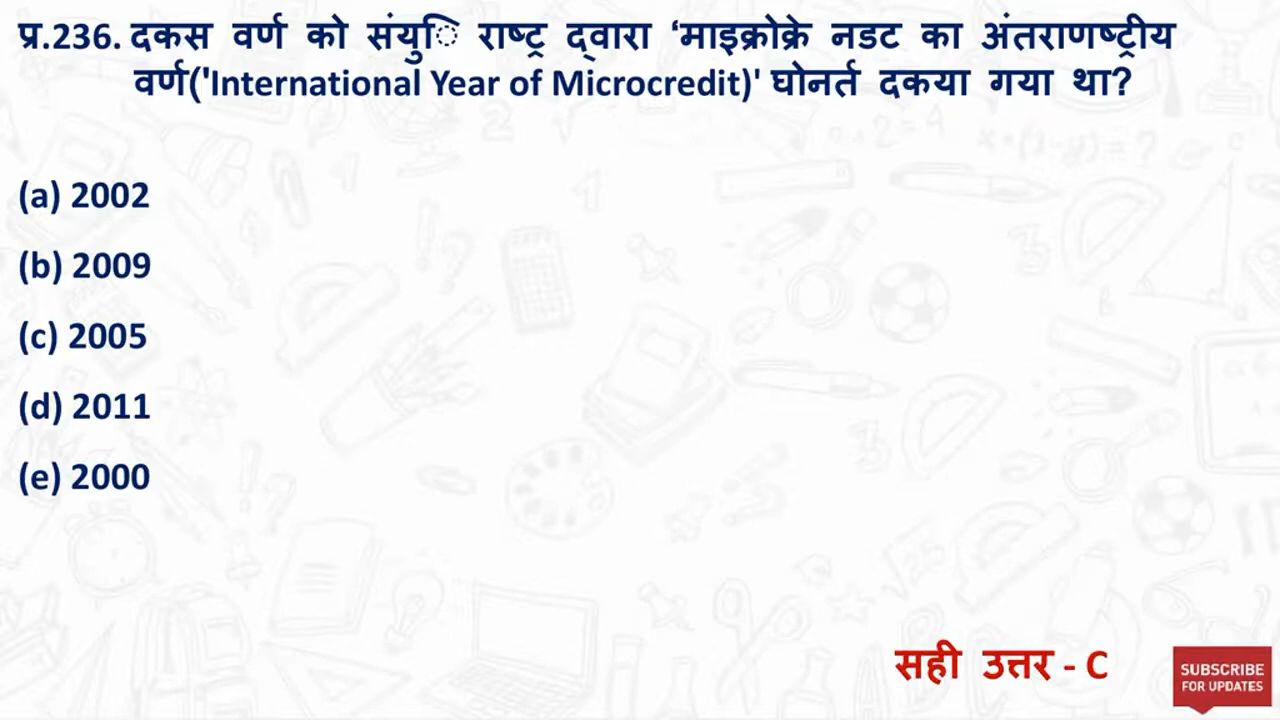 प्र.236. दकस वर्ण को संयुि राष्ट्र द्वारा ‘माइक्रोक्रे नडट का अंतराणष्ट्रीय
वर्ण('International Year of Microcredit)' घोनर्त दकया गया था?
(a) 2002
(b) 2009
(c) 2005
(d) 2011
(e) 2000
सही उत्तर - C
SUBSCRIBE
FOR UPDATES